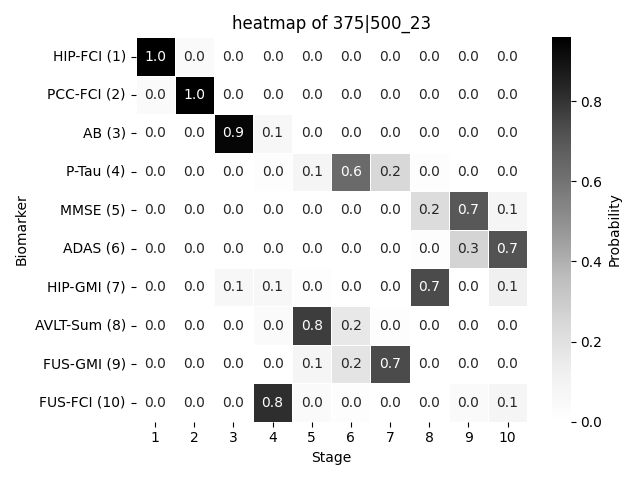 heatmap of 375|500_23
HIP-FCI (1) 1.0 0.0 0.0 0.0 0.0 0.0 0.0 0.0 0.0 0.0
PCC-FCI (2) 0.0 1.0 0.0 0.0 0.0 0.0 0.0 0.0 0.0 0.0
AB (3) 0.0 0.0 0.9 0.1 0.0 0.0 0.0 0.0 0.0 0.0
P-Tau (4) 0.0 0.0 0.0 0.0 0.1 0.6 0.2 0.0 0.0 0.0
MMSE (5) 0.0 0.0 0.0 0.0 0.0 0.0 0.0 0.2 0.7 0.1
ADAS (6) 0.0 0.0 0.0 0.0 0.0 0.0 0.0 0.0 0.3 0.7
HIP-GMI (7) 0.0 0.0 0.1 0.1 0.0 0.0 0.0 0.7 0.0 0.1
AVLT-Sum (8) 0.0 0.0 0.0 0.0 0.8 0.2 0.0 0.0 0.0 0.0
FUS-GMI (9) 0.0 0.0 0.0 0.0 0.1 0.2 0.7 0.0 0.0 0.0
FUS-FCI (10) 0.0 0.0 0.0 0.8 0.0 0.0 0.0 0.0 0.0 0.1
1 2 3 4 5 6 7 8 9 10
Stage
Biomarker
0.8
0.6
0.4
0.2
0.0
Probability